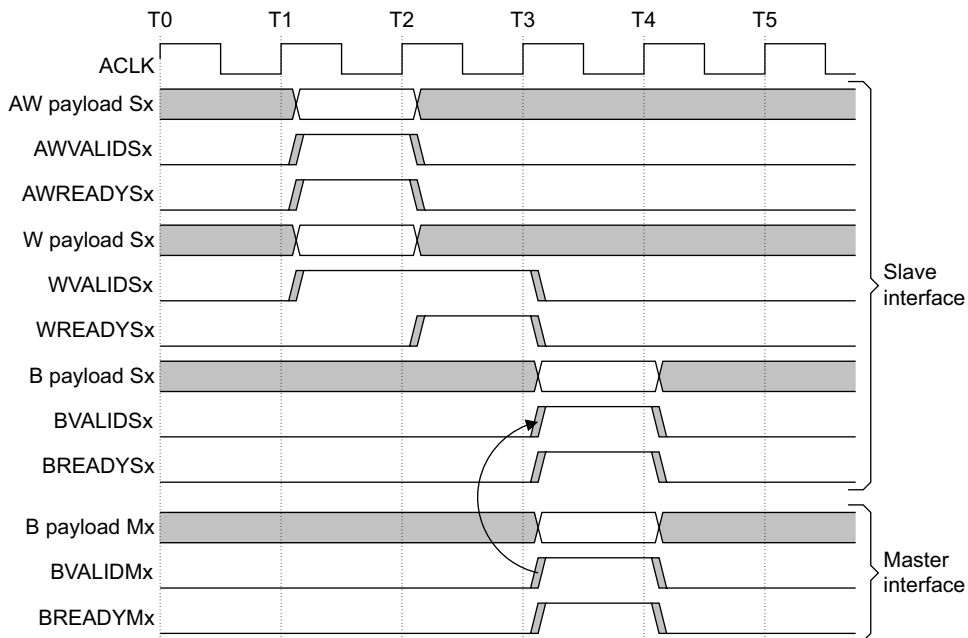 T0 T1 T2 T3 T4 T5
ACLK
AW payload Sx
AWVALIDSx
AWREADYSx
W payload Sx
WVALIDSx
WREADYSx
B payload Sx
BVALIDSx
BREADYSx
Slave
interface
B payload Mx
BVALIDMx
BREADYMx
Master
interface